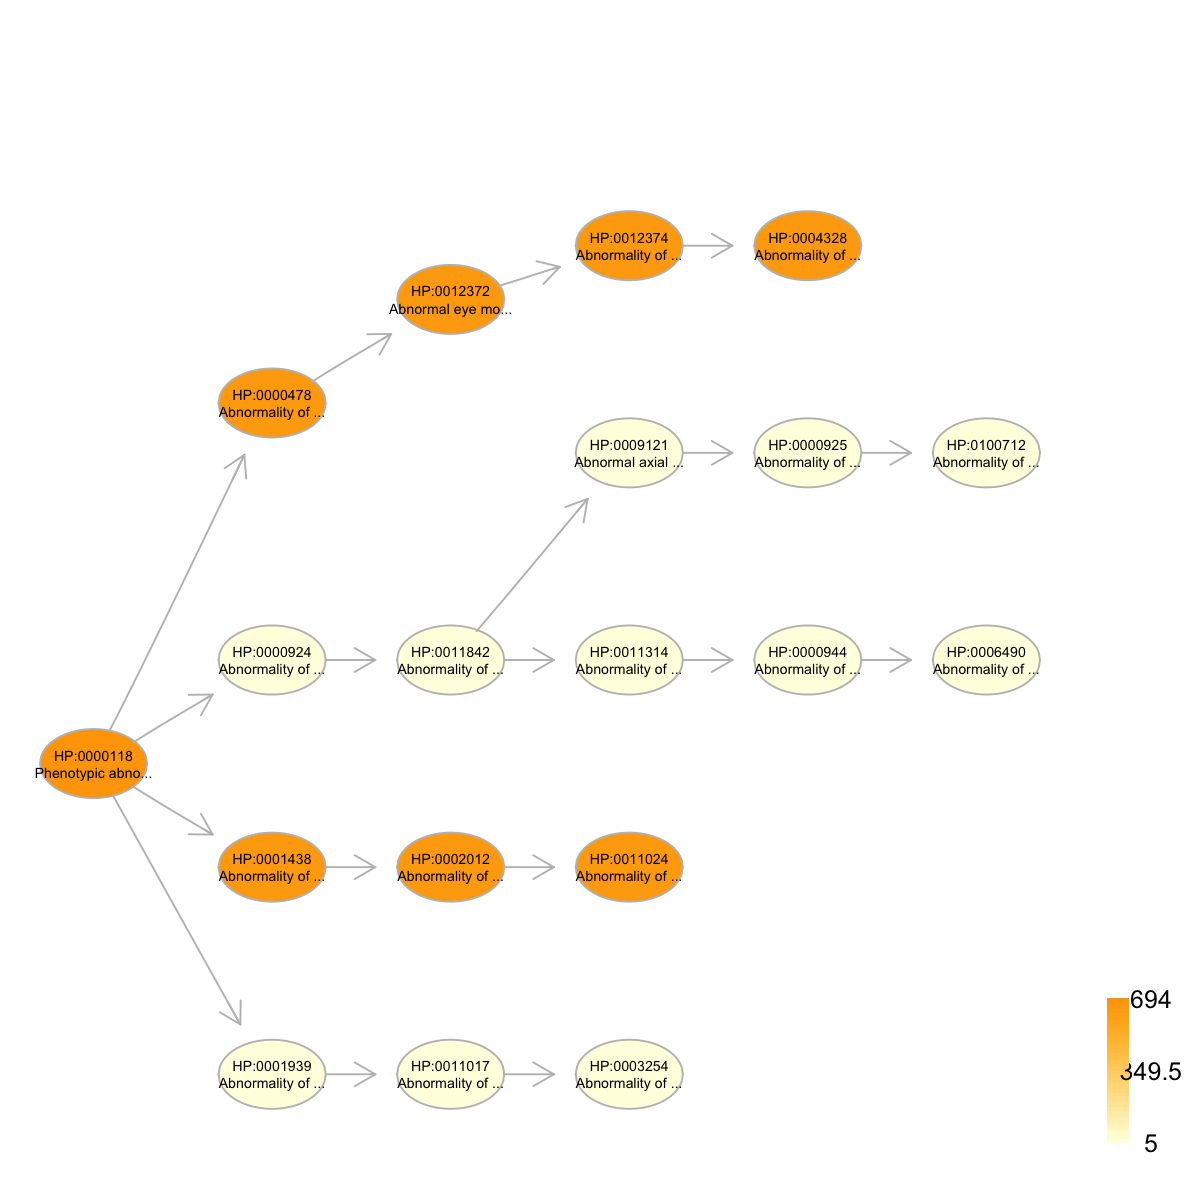 HP:0012374
Abnormality of ...
HP:0004328
Abnormality of ...
HP:0012372
Abnormal eye mo...
HP:0000478
Abnormality of ...
HP:0009121
Abnormal axial ...
HP:0000925
Abnormality of ...
HP:0100712
Abnormality of ...
HP:0000924
Abnormality of ...
HP:0011842
Abnormality of ...
HP:0011314
Abnormality of ...
HP:0000944
Abnormality of ...
HP:0006490
Abnormality of ...
HP:0000118
Phenotypic abno...
HP:0001438
Abnormality of ...
HP:0002012
Abnormality of ...
HP:0011024
Abnormality of ...
HP:0001939
Abnormality of ...
HP:0011017
Abnormality of ...
HP:0003254
Abnormality of ...
694
349.5
5